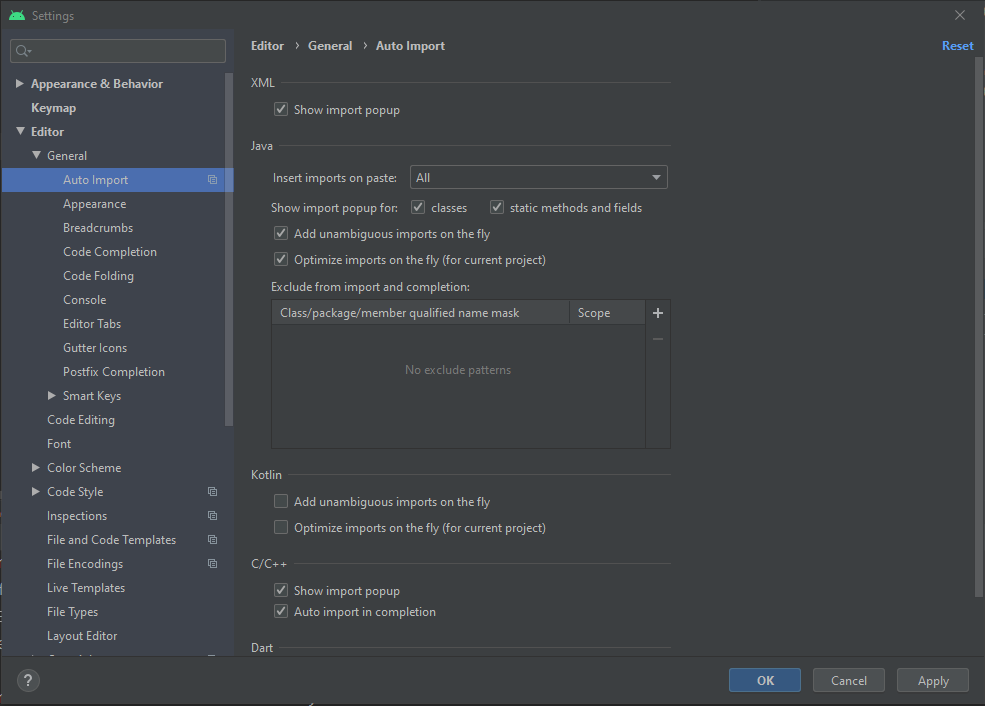 Settings
Editor › General › Auto Import
Reset
Appearance & Behavior
Keymap
Editor
General
Auto Import
Appearance
Breadcrumbs
Code Completion
Code Folding
Console
Editor Tabs
Gutter Icons
Postfix Completion
Smart Keys
Code Editing
Font
Color Scheme
Code Style
Inspections
File and Code Templates
File Encodings
Live Templates
File Types
Layout Editor
XML
Show import popup
Java
Insert imports on paste: All
Show import popup for: classes static methods and fields
Add unambiguous imports on the fly
Optimize imports on the fly (for current project)
Exclude from import and completion:
Class/package/member qualified name mask Scope
No exclude patterns
Kotlin
Add unambiguous imports on the fly
Optimize imports on the fly (for current project)
C/C++
Show import popup
Auto import in completion
Dart
?
OK Cancel Apply